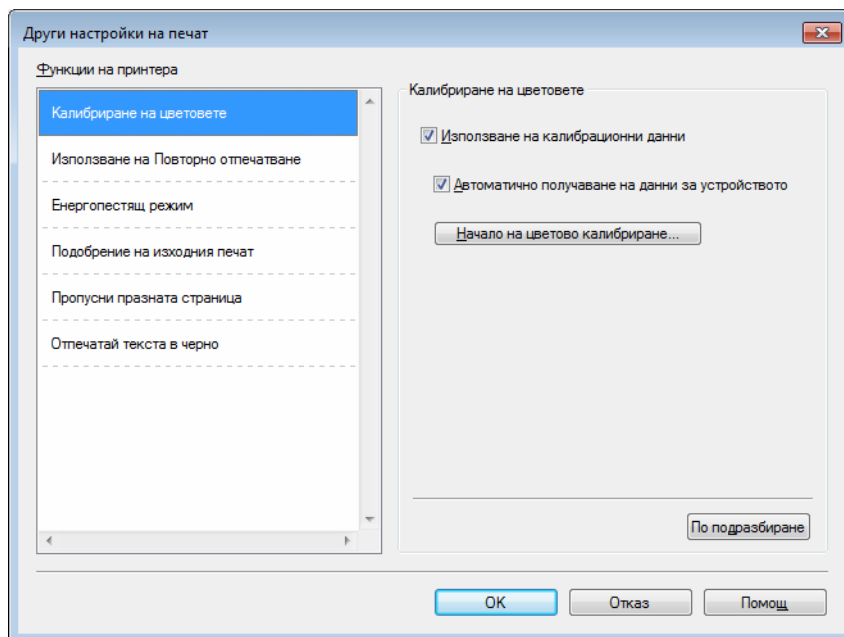 Други настройки на печат
Функции на принтера
Калибриране на цветовете
Използване на Повторно отпечатване
Енергопестящ режим
Подобрение на изходния печат
Пропусни празната страница
Отпечатай текста в черно
Калибриране на цветовете
Използване на калибрационни данни
Автоматично получаване на данни за устройството
Начало на цветово калибриране...
По подразбиране
OK
Отказ
Помощ